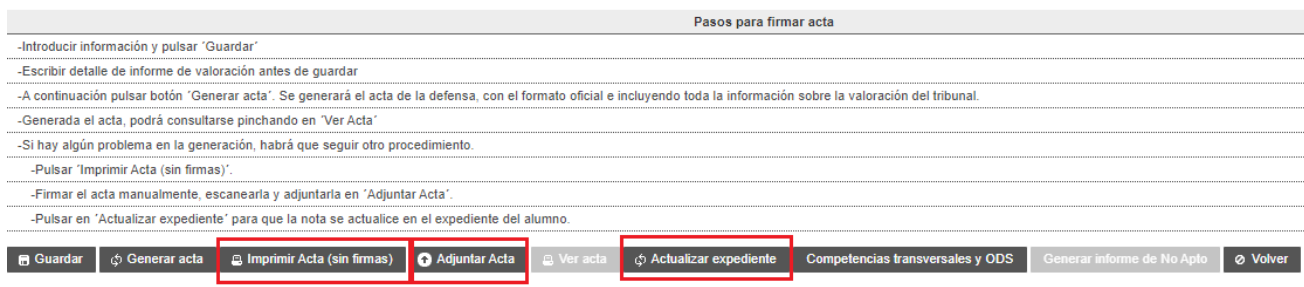 Pasos para firmar acta
-Introducir información y pulsar ´Guardar´
-Escribir detalle de informe de valoración antes de guardar
-A continuación pulsar botón ´Generar acta´. Se generará el acta de la defensa, con el formato oficial e incluyendo toda la información sobre la valoración del tribunal.
-Generada el acta, podrá consultarse pinchando en ´Ver Acta´
-Si hay algún problema en la generación, habrá que seguir otro procedimiento.
-Pulsar ´Imprimir Acta (sin firmas)´.
-Firmar el acta manualmente, escanearla y adjuntarla en ´Adjuntar Acta´.
-Pulsar en ´Actualizar expediente´ para que la nota se actualice en el expediente del alumno.
Guardar Generar acta Imprimir Acta (sin firmas) Adjuntar Acta Ver acta Actualizar expediente Competencias transversales y ODS Generar informe de No Apto Volver